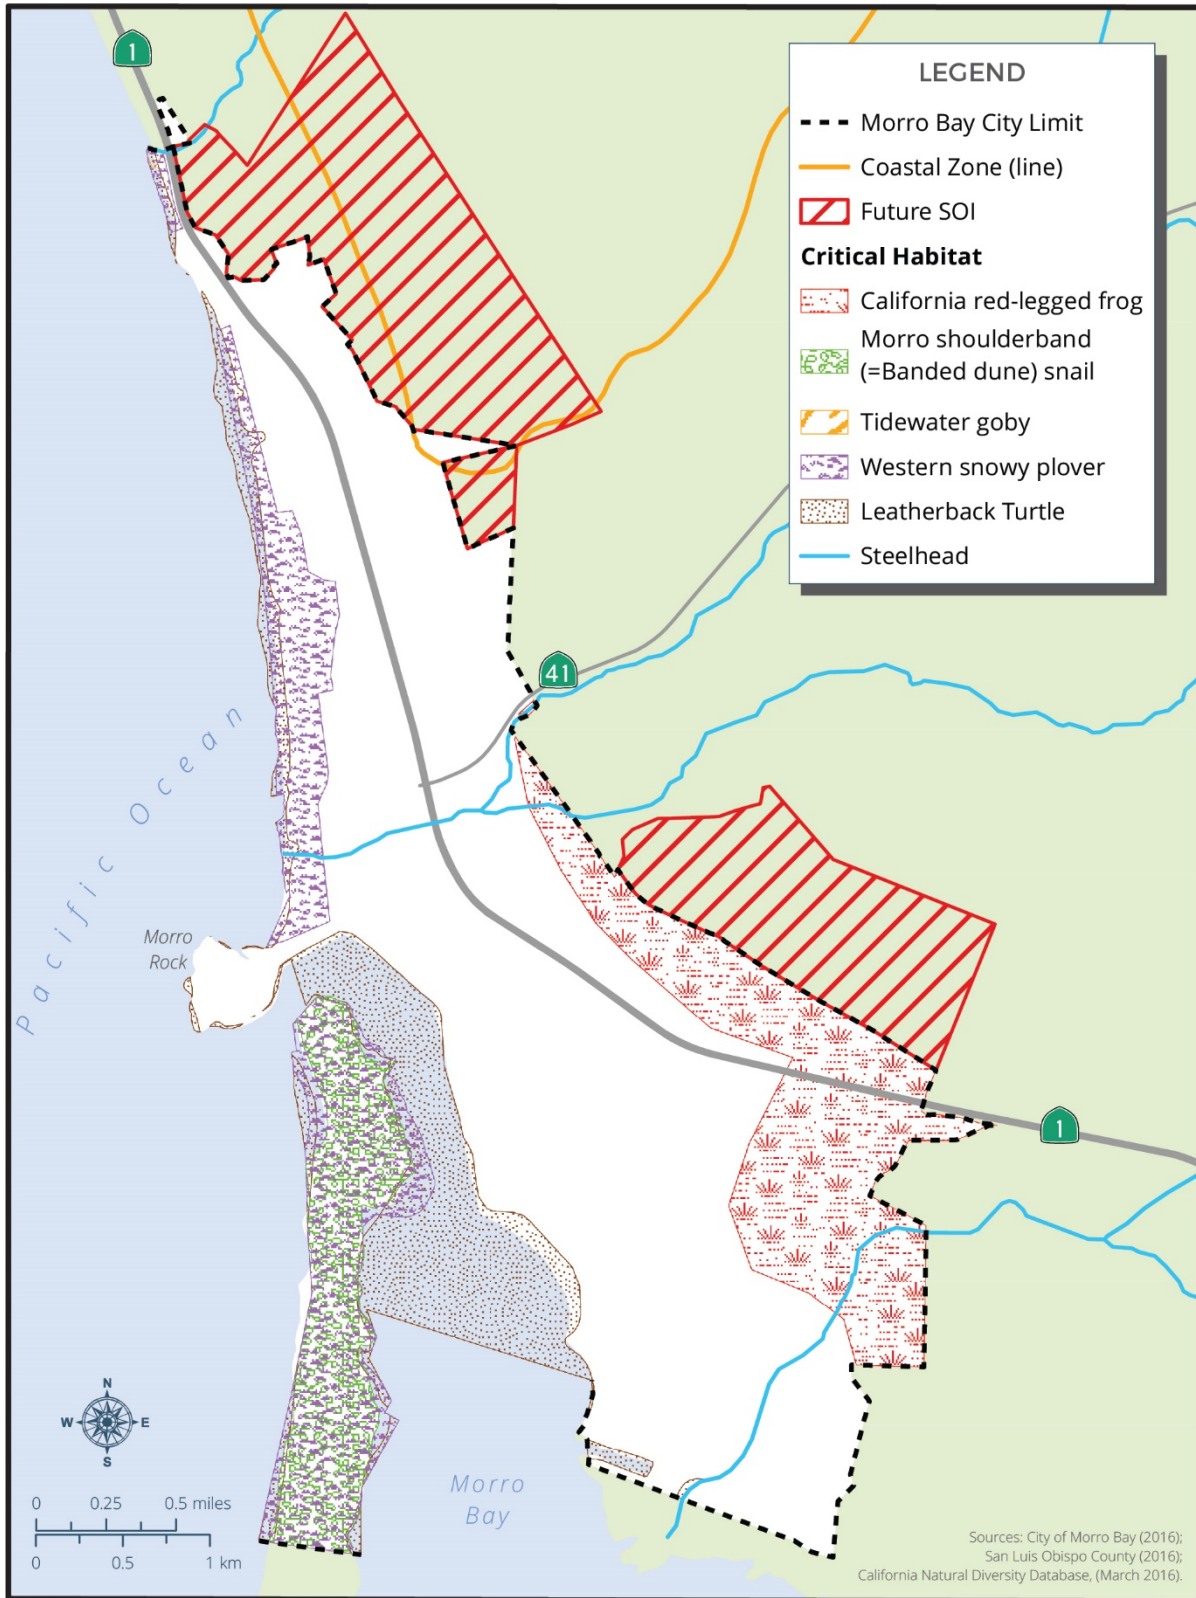 1
LEGEND
Morro Bay City Limit
Coastal Zone (line)
Future SOI
Critical Habitat
California red-legged frog
Morro shoulderband
(=Banded dune) snail
Tidewater goby
Western snowy plover
Leatherback Turtle
Steelhead
41
Pacific Ocean
Morro
Rock
1
N
W E
S
Morro
Bay
0 0.25 0.5 miles
0 0.5 1 km
Sources: City of Morro Bay (2016);
San Luis Obispo County (2016);
California Natural Diversity Database, (March 2016).